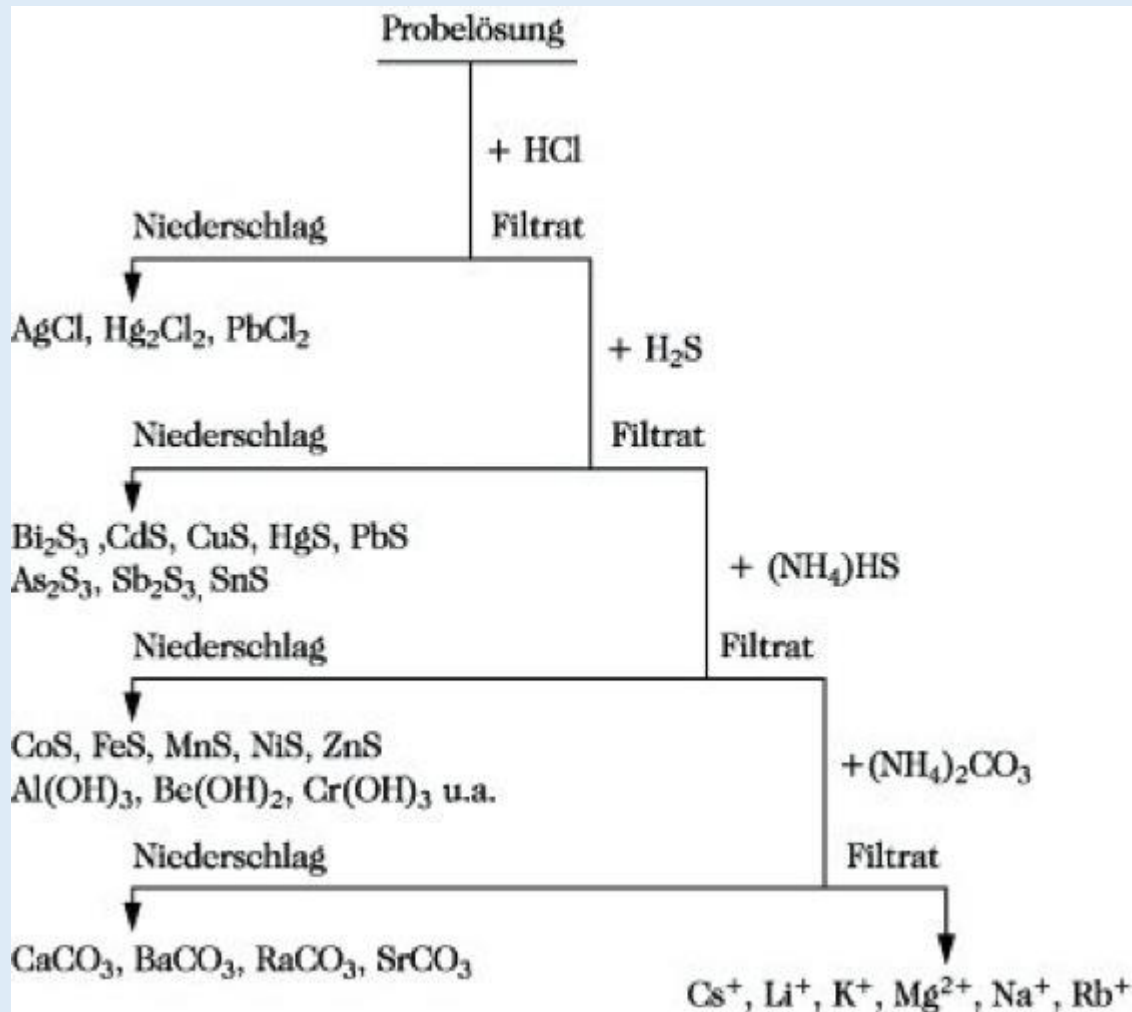 Probelösung
+ HCl
Niederschlag Filtrat
AgCl, Hg₂Cl₂, PbCl₂
+ H₂S
Niederschlag Filtrat
Bi₂S₃ ,CdS, CuS, HgS, PbS
As₂S₃, Sb₂S₃, SnS
+ (NH₄)HS
Niederschlag Filtrat
CoS, FeS, MnS, NiS, ZnS
Al(OH)₃, Be(OH)₂, Cr(OH)₃ u.a.
+(NH₄)₂CO₃
Niederschlag Filtrat
CaCO₃, BaCO₃, RaCO₃, SrCO₃
Cs⁺, Li⁺, K⁺, Mg²⁺, Na⁺, Rb⁺